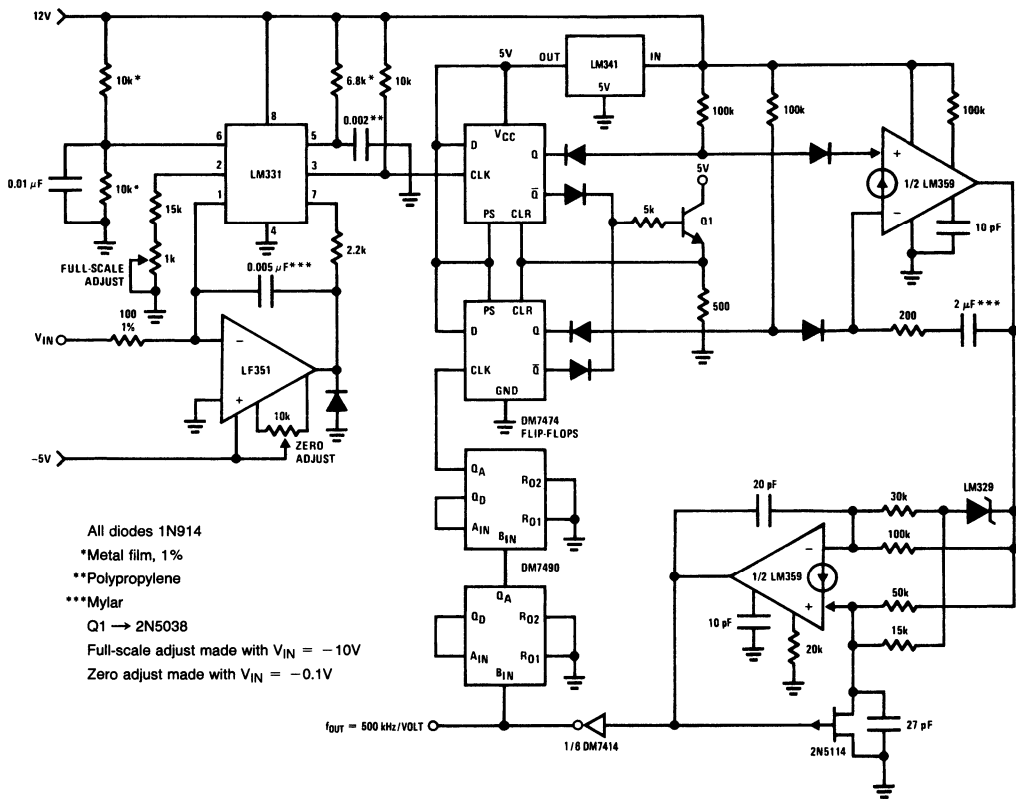 12V
10k*
0.01 μF
10k*
6
2
1
8
LM331
4
5
3
7
6.8k*
10k
0.002**
15k
1k
FULL-SCALE
ADJUST
0.005 μF***
2.2k
100
1%
VIN
−
LF351
+
10k
ZERO
ADJUST
−5V
5V
OUT
LM341
IN
5V
VCC
D
CLK
Q
Q̅
PS
CLR
100k
100k
100k
5V
5k
Q1
500
+
1/2 LM359
−
10 pF
200
2 μF***
PS
CLR
D
Q
CLK
Q̅
GND
DM7474
FLIP-FLOPS
QA
QD
AIN
BIN
R02
R01
DM7490
QA
QD
AIN
BIN
R02
R01
20 pF
30k
LM329
−
100k
1/2 LM359
+
50k
15k
10 pF
20k
27 pF
2N5114
fOUT = 500 kHz/VOLT
1/6 DM7414
All diodes 1N914
*Metal film, 1%
**Polypropylene
***Mylar
Q1 → 2N5038
Full-scale adjust made with VIN = −10V
Zero adjust made with VIN = −0.1V